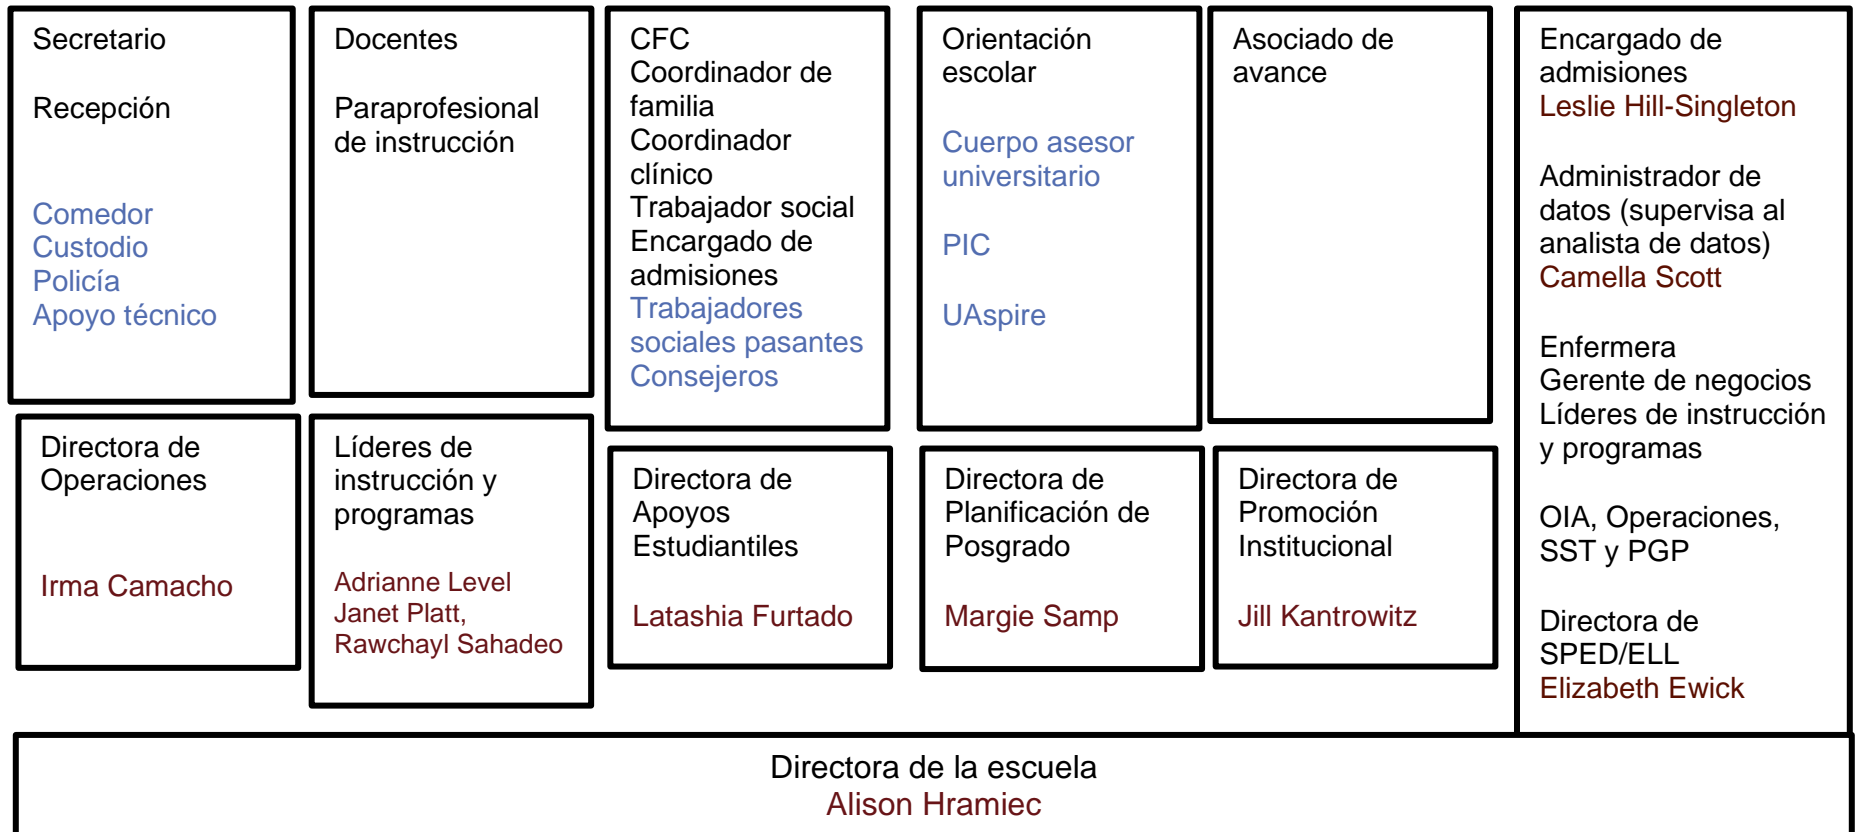 Secretario
Recepción
Comedor
Custodio
Policía
Apoyo técnico
Docentes
Paraprofesional
de instrucción
CFC
Coordinador de
familia
Coordinador
clínico
Trabajador social
Encargado de
admisiones
Trabajadores
sociales pasantes
Consejeros
Orientación
escolar
Cuerpo asesor
universitario
PIC
UAspire
Asociado de
avance
Encargado de
admisiones
Leslie Hill-Singleton
Administrador de
datos (supervisa al
analista de datos)
Camella Scott
Enfermera
Gerente de negocios
Líderes de instrucción
y programas
OIA, Operaciones,
SST y PGP
Directora de
SPED/ELL
Elizabeth Ewick
Directora de
Operaciones
Irma Camacho
Líderes de
instrucción y
programas
Adrianne Level
Janet Platt,
Rawchayl Sahadeo
Directora de
Apoyos
Estudiantiles
Latashia Furtado
Directora de
Planificación de
Posgrado
Margie Samp
Directora de
Promoción
Institucional
Jill Kantrowitz
Directora de la escuela
Alison Hramiec